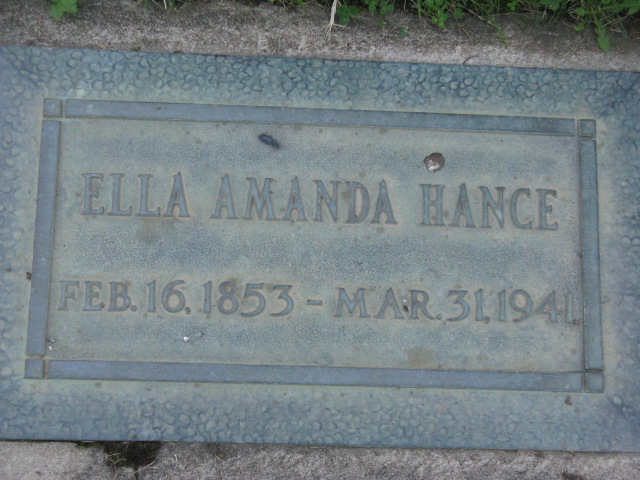 ELLA AMANDA HANCE
FEB. 16, 1853 - MAR. 31, 1941